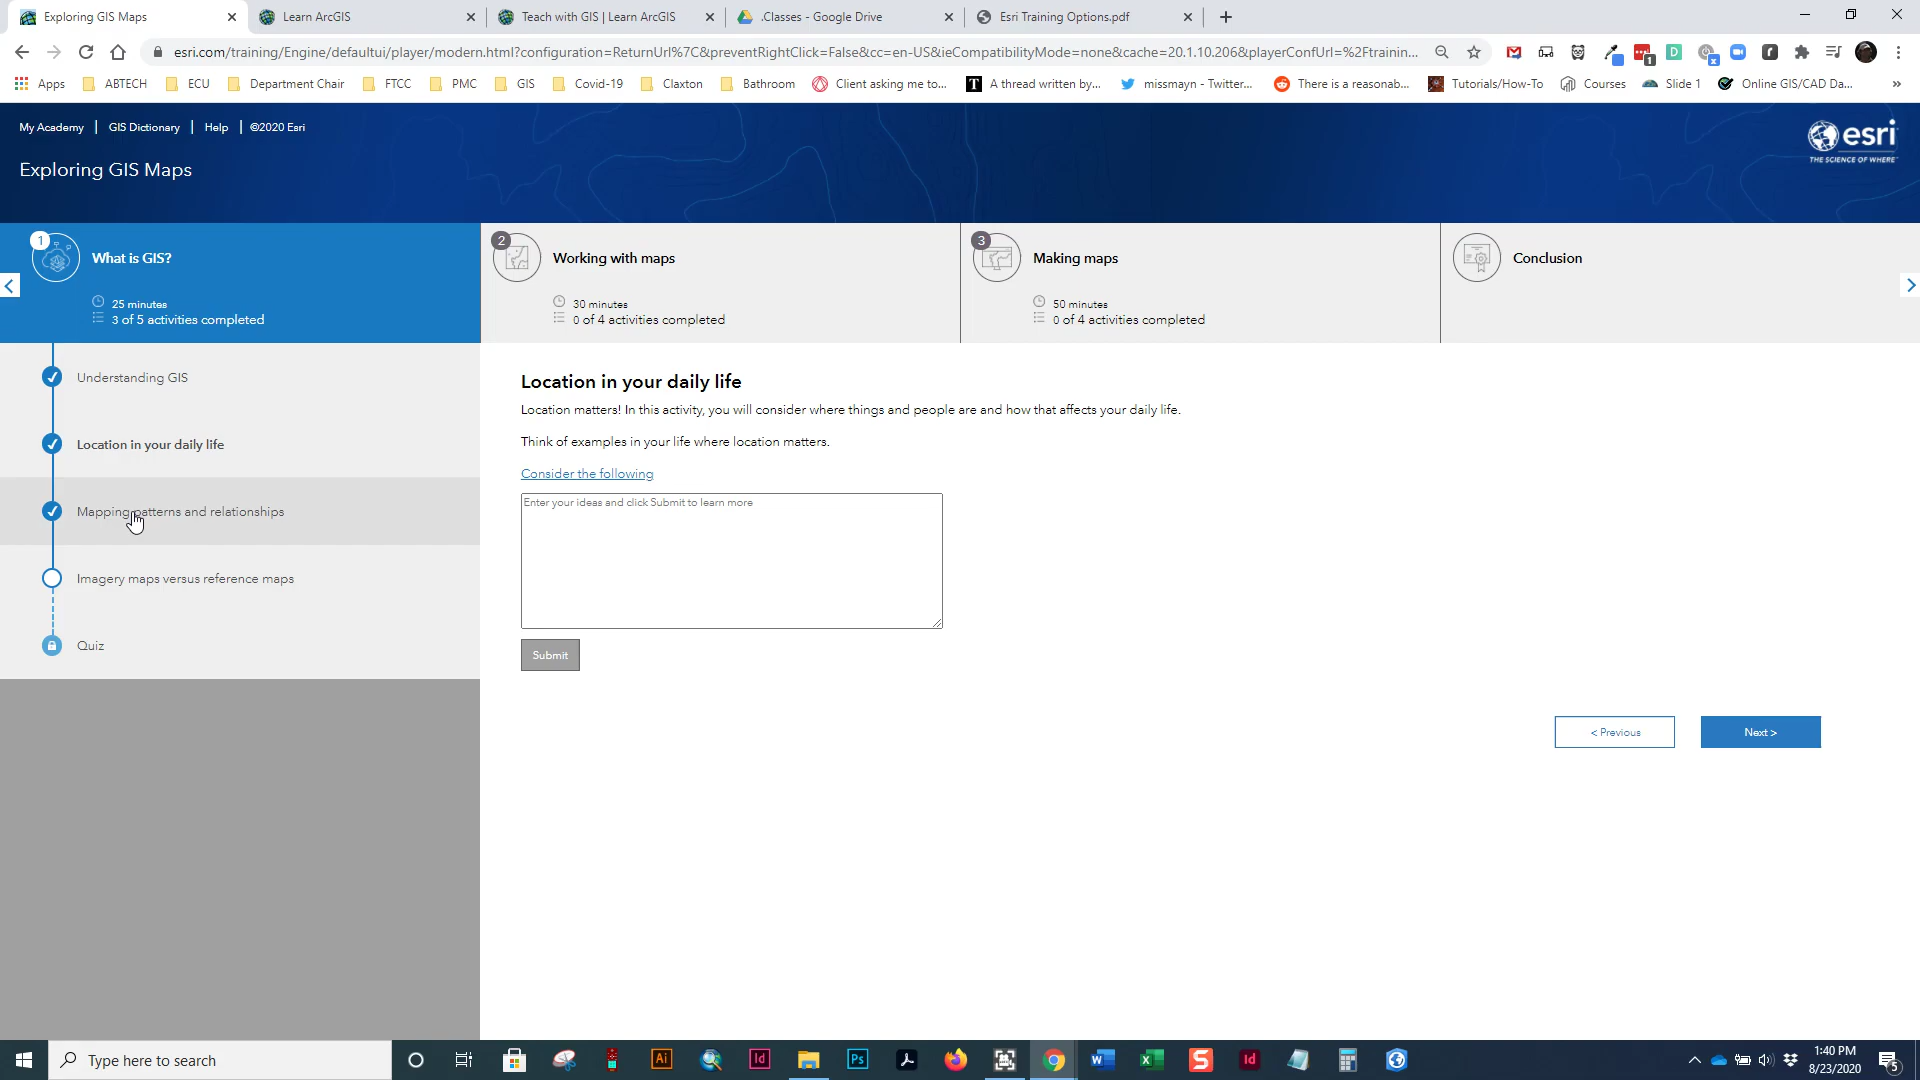 Exploring GIS Maps
Learn ArcGIS
Teach with GIS | Learn ArcGIS
.Classes - Google Drive
Esri Training Options.pdf
esri.com/training/Engine/defaultui/player/modern.html?configuration=ReturnUrl%7C&preventRightClick=False&cc=en-US&ieCompatibilityMode=none&cache=20.1.10.206&playerConfUrl=%2Ftrainin...
Apps
ABTECH
ECU
Department Chair
FTCC
PMC
GIS
Covid-19
Claxton
Bathroom
Client asking me to...
A thread written by...
missmayn - Twitter...
There is a reasonab...
Tutorials/How-To
Courses
Slide 1
Online GIS/CAD Da...
My Academy | GIS Dictionary | Help | ©2020 Esri
esri
THE SCIENCE OF WHERE
Exploring GIS Maps
1
What is GIS?
25 minutes
3 of 5 activities completed
2
Working with maps
30 minutes
0 of 4 activities completed
3
Making maps
50 minutes
0 of 4 activities completed
Conclusion
Understanding GIS
Location in your daily life
Mapping patterns and relationships
Imagery maps versus reference maps
Quiz
Location in your daily life
Location matters! In this activity, you will consider where things and people are and how that affects your daily life.
Think of examples in your life where location matters.
Consider the following
Enter your ideas and click Submit to learn more
Submit
< Previous
Next >
Type here to search
1:40 PM
8/23/2020
5